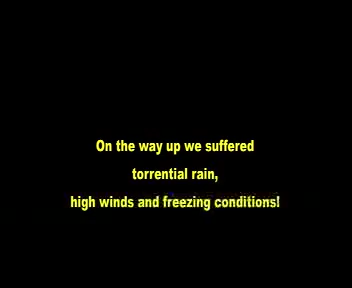 On the way up we suffered
torrential rain,
high winds and freezing conditions!